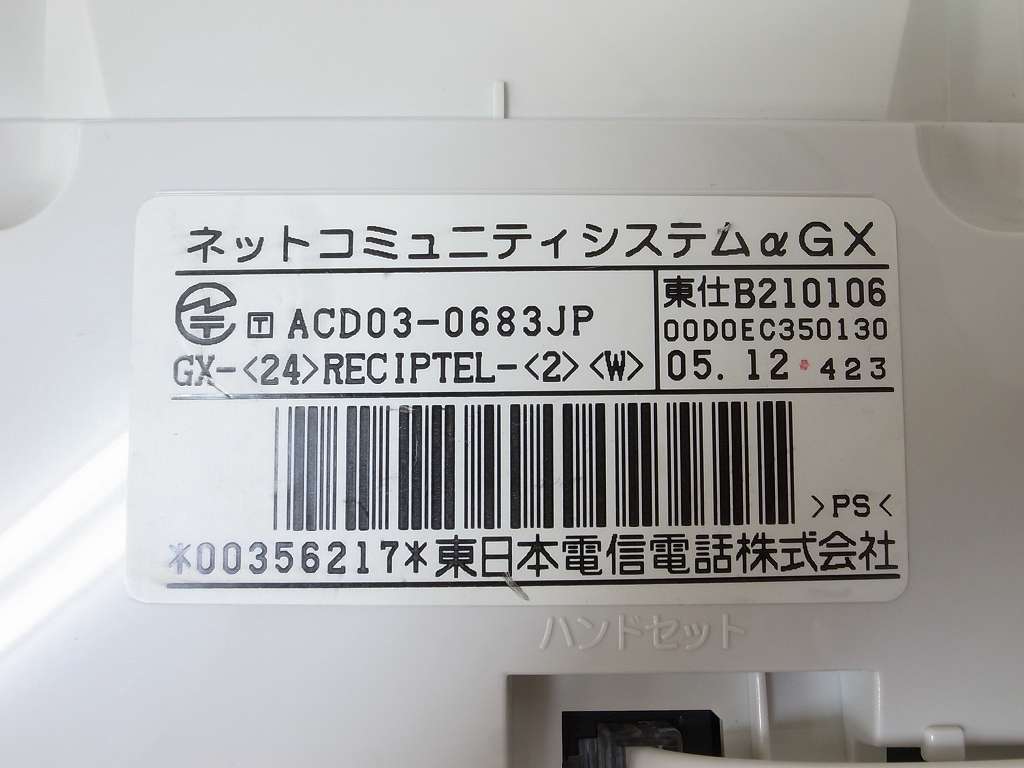 ネットコミュニティシステムαGX
T ACD03-0683JP
GX-<24>RECIPTEL-<2><W>
東仕B210106
00D0EC350130
05.12 423
>PS<
*00356217*東日本電信電話株式会社
ハンドセット